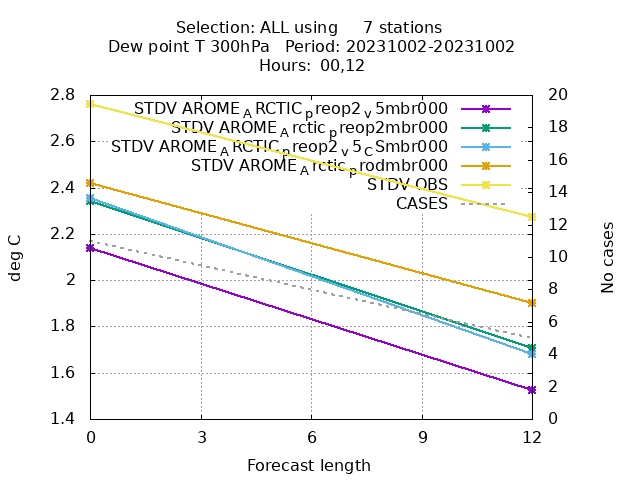 Selection: ALL using     7 stations
Dew point T 300hPa   Period: 20231002-20231002
Hours: 00,12
2.8
2.6
2.4
2.2
2
1.8
1.6
1.4
deg C
STDV AROME_ARCTIC_preop2_v5mbr000
STDV AROME_Arctic_preop2mbr000
STDV AROME_ARCTIC_preop2_v5_CSmbr000
STDV AROME_Arctic_prodmbr000
STDV OBS
CASES
20
18
16
14
12
10
8
6
4
2
0
No cases
0 3 6 9 12
Forecast length